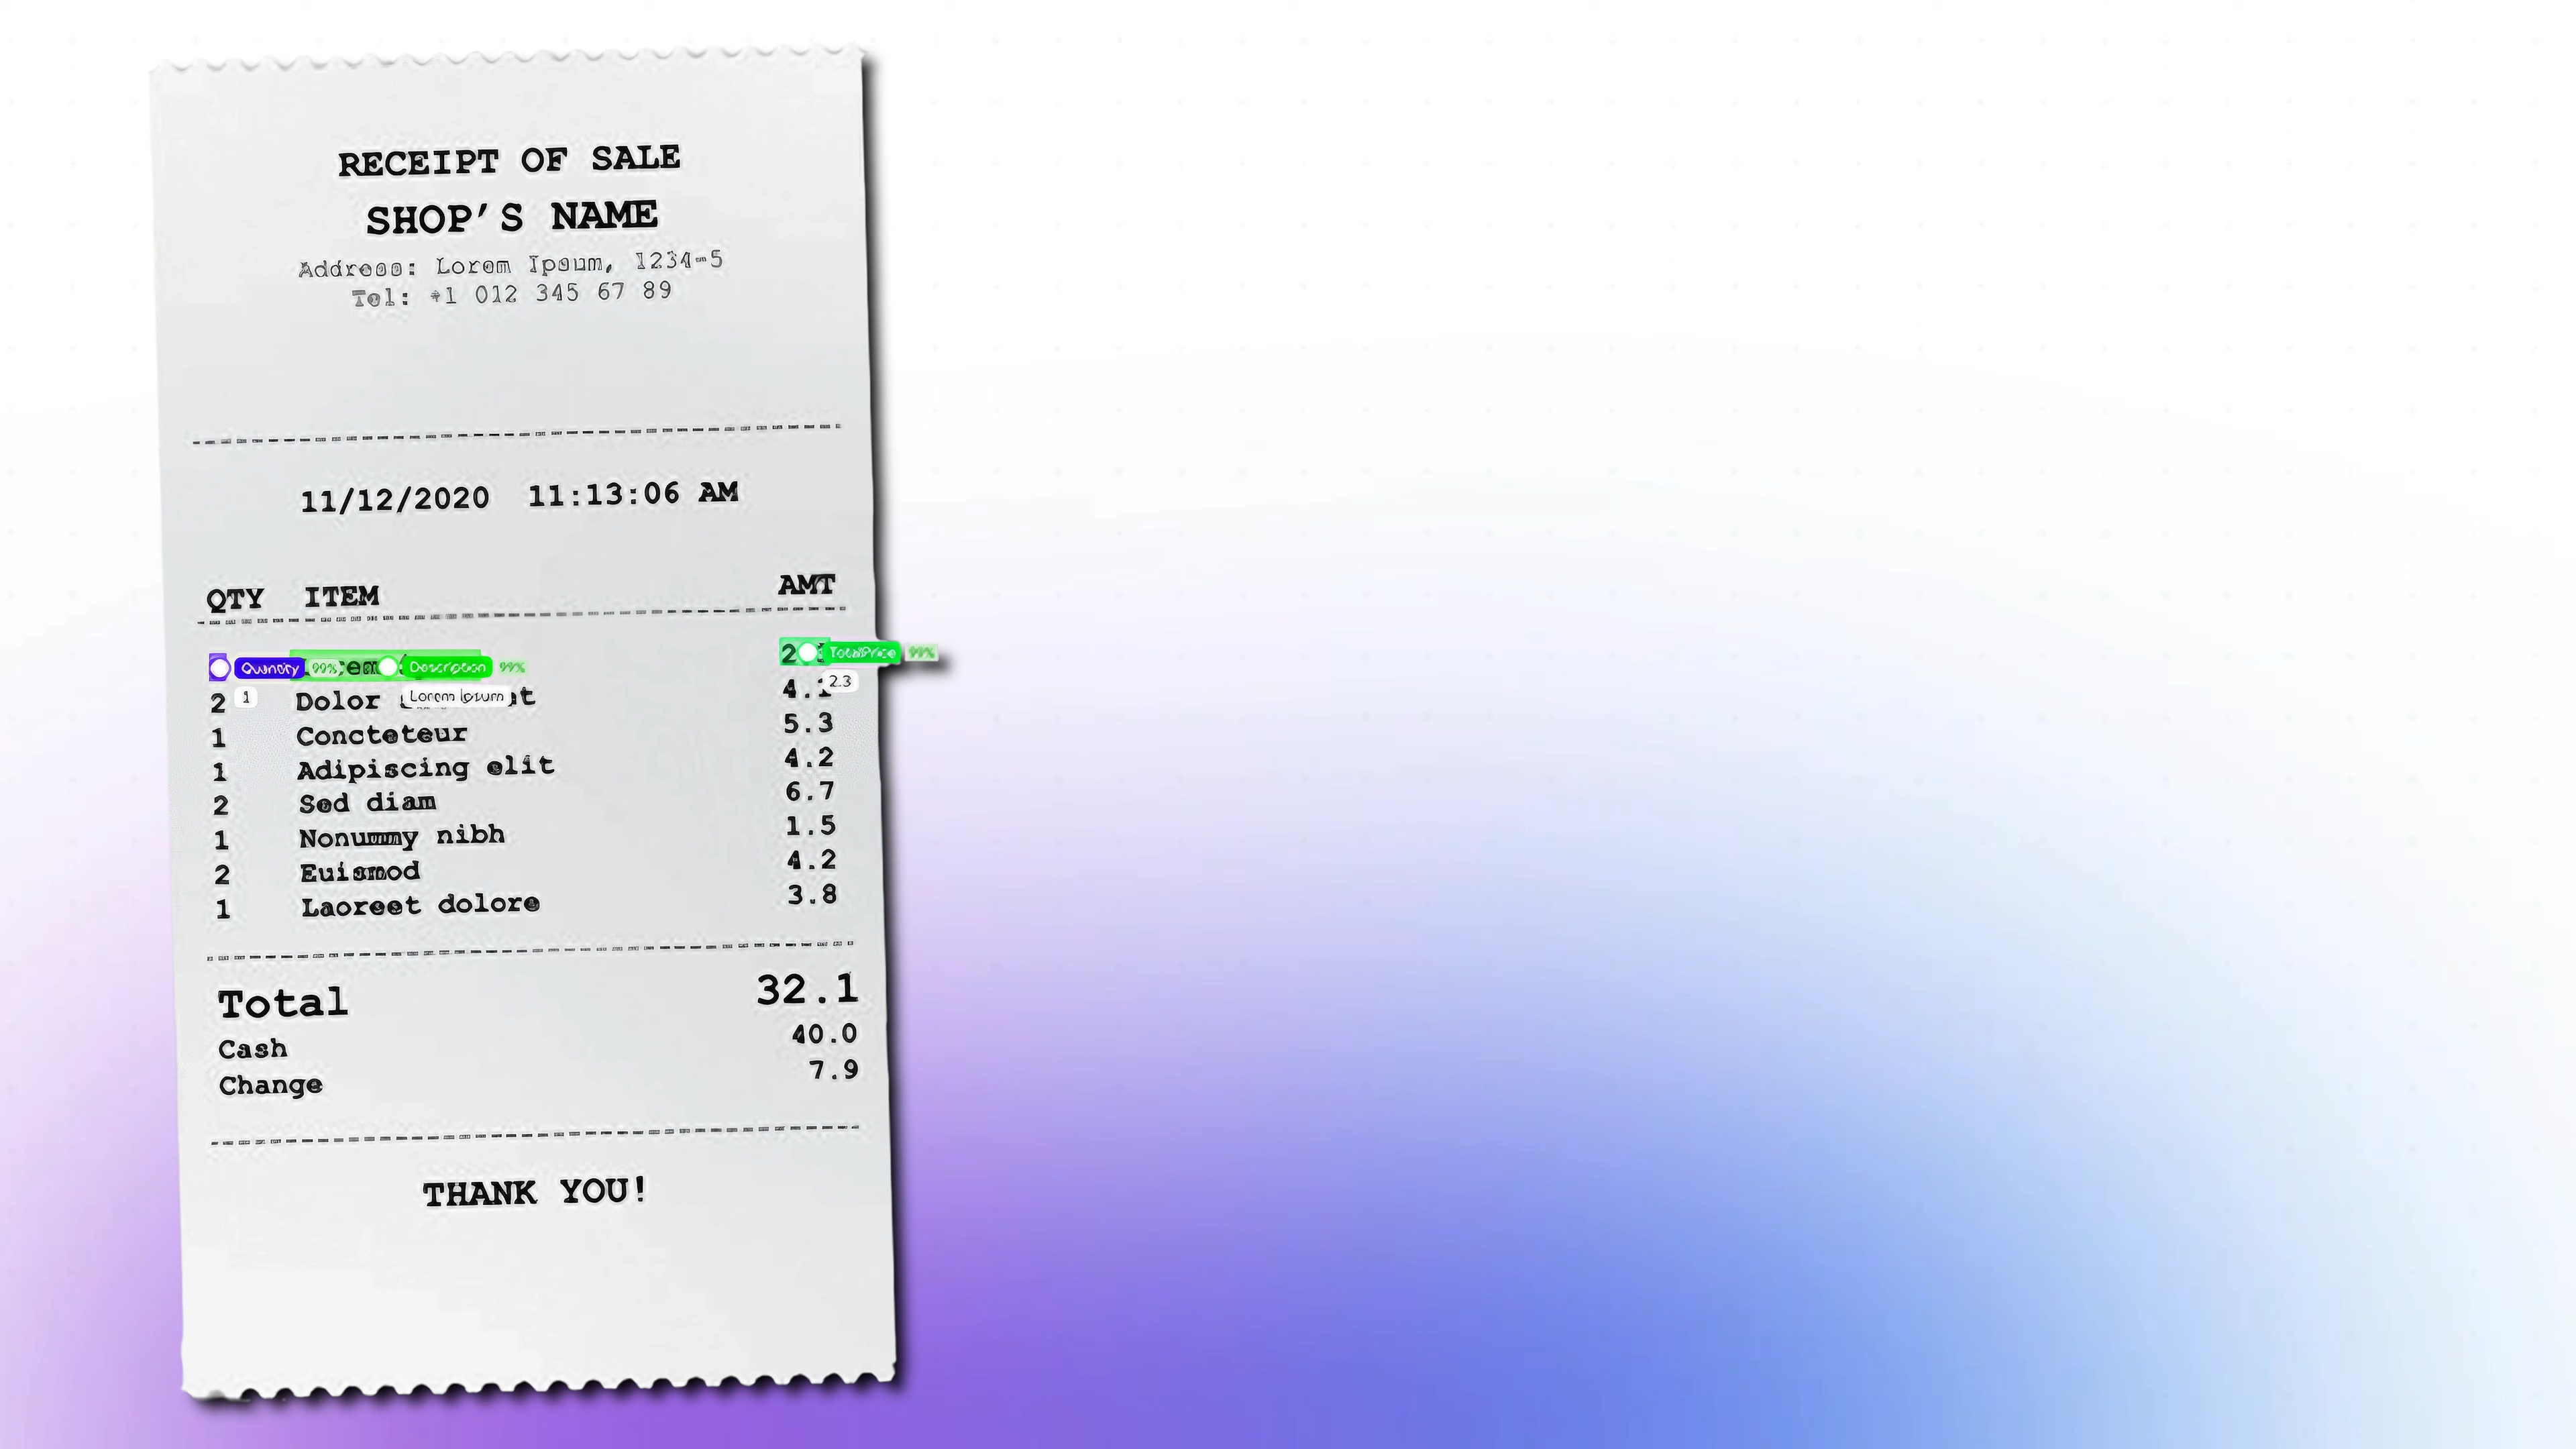 RECEIPT OF SALE
SHOP'S NAME
Address: Lorem Ipsum, 1234-5
Tel: +1 012 345 67 89
11/12/2020 11:13:06 AM
QTY ITEM AMT
Quantity 99% Description 99% TotalPrice 99%
1 Lorem Ipsum 2.3
2 Dolor 4.1
1 Concteteur 5.3
1 Adipiscing elit 4.2
2 Sed diam 6.7
1 Nonummy nibh 1.5
2 Euismod 4.2
1 Laoreet dolore 3.8
Total 32.1
Cash 40.0
Change 7.9
THANK YOU!